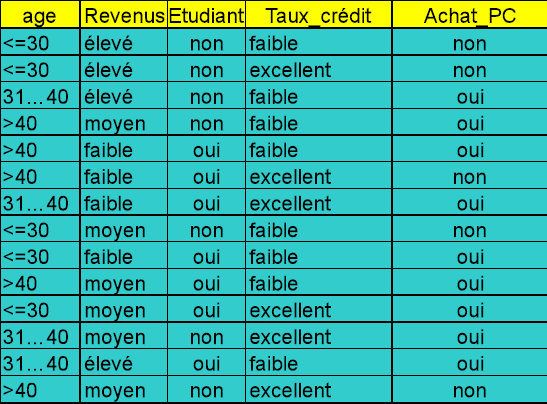 age Revenus Etudiant Taux_crédit Achat_PC
<=30 élevé non faible non
<=30 élevé non excellent non
31…40 élevé non faible oui
>40 moyen non faible oui
>40 faible oui faible oui
>40 faible oui excellent non
31…40 faible oui excellent oui
<=30 moyen non faible non
<=30 faible oui faible oui
>40 moyen oui faible oui
<=30 moyen oui excellent oui
31…40 moyen non excellent oui
31…40 élevé oui faible oui
>40 moyen non excellent non